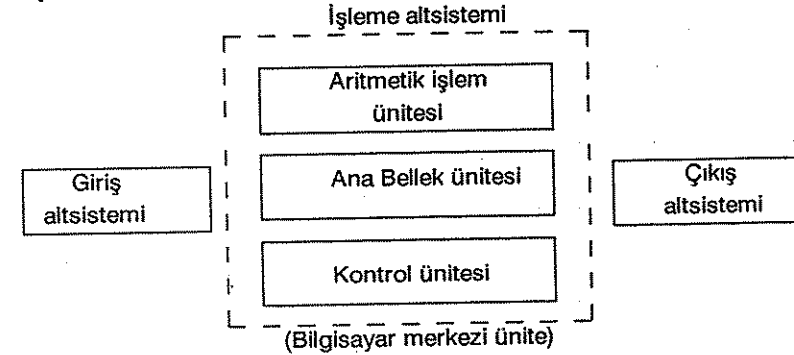 İşleme altsistemi
Aritmetik işlem
ünitesi
Giriş
altsistemi
Ana Bellek ünitesi
Çıkış
altsistemi
Kontrol ünitesi
(Bilgisayar merkezi ünite)